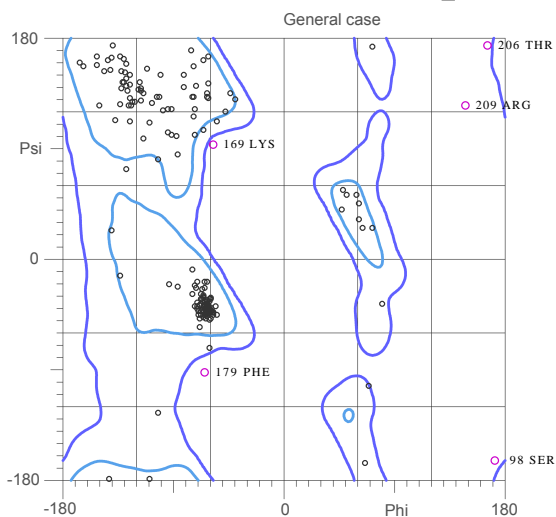 General case
180
206 THR
209 ARG
Psi
169 LYS
0
179 PHE
98 SER
-180
-180
0
Phi
180